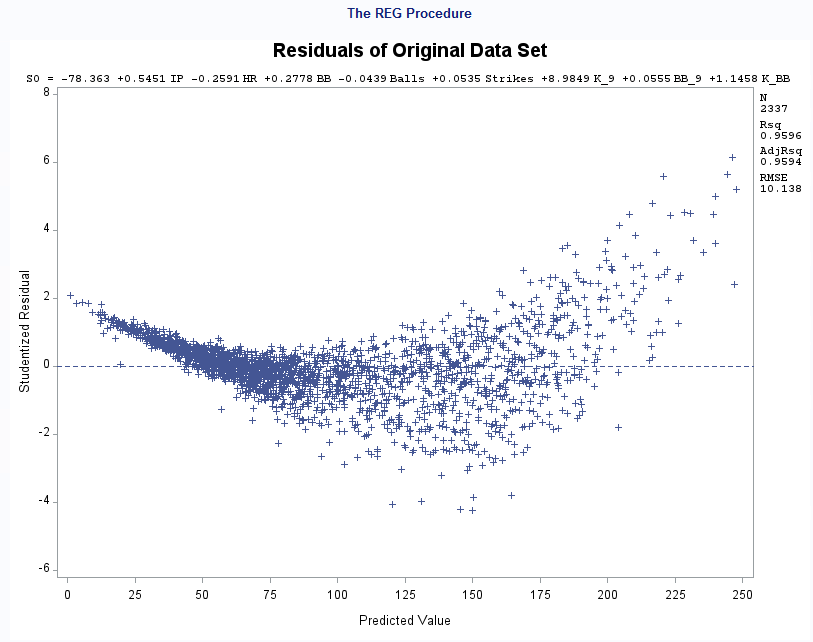 The REG Procedure
Residuals of Original Data Set
SO = -78.363 +0.5451 IP -0.2591 HR +0.2778 BB -0.0439 Balls +0.0535 Strikes +8.9849 K_9 +0.0555 BB_9 +1.1458 K_BB
N
2337
Rsq
0.9596
AdjRsq
0.9594
RMSE
10.138
8
6
4
2
0
-2
-4
-6
Studentized Residual
0 25 50 75 100 125 150 175 200 225 250
Predicted Value